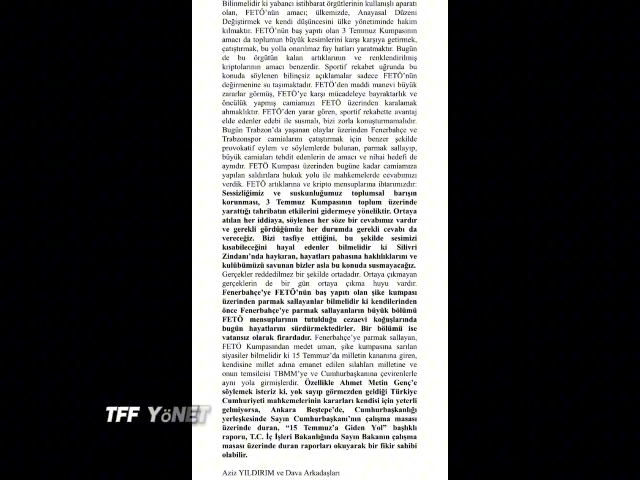 Bilinmelidir ki yabancı istihbarat örgütlerinin kullanışlı aparatı
olan, FETÖ'nün amacı; ülkemizde, Anayasal Düzeni
Değiştirmek ve kendi düşüncesini ülke yönetiminde hakim
kılmaktır. FETÖ'nün baş yapıtı olan 3 Temmuz Kumpasının
amacı da toplumun büyük kesimlerini karşı karşıya getirmek,
çatıştırmak, bu yolla onarılmaz fay hatları yaratmaktır. Bugün
de bu örgütün kalan artıklarının ve renklendirilmiş
kriptolarının amacı benzerdir. Sportif rekabet uğrunda bu
konuda söylenen bilinçsiz açıklamalar sadece FETÖ'nün
değirmenine su taşımaktadır. FETÖ'den maddi manevi büyük
zararlar görmüş, FETÖ'ye karşı mücadeleye bayraktarlık ve
öncülük yapmış camiamızı FETÖ üzerinden karalamak
ahmaklıktır. FETÖ'den yarar gören, sportif rekabette avantaj
elde edenler edebi ile susmalı, bizi zorla konuşturmamalıdır.
Bugün Trabzon'da yaşanan olaylar üzerinden Fenerbahçe ve
Trabzonspor camialarını çatıştırmak için benzer şekilde
provokatif eylem ve söylemlerde bulunan, parmak sallayıp,
büyük camiaları tehdit edenlerin de amacı ve nihai hedefi de
aynıdır. FETÖ Kumpası üzerinden bugüne kadar camiamıza
yapılan saldırılara hukuk yolu ile mahkemelerde cevabımızı
verdik. FETÖ artıklarına ve kripto mensuplarına ihtarımızdır:
Sessizliğimiz ve suskunluğumuz toplumsal barışın
korunması, 3 Temmuz Kumpasının toplum üzerinde
yarattığı tahribatın etkilerini gidermeye yöneliktir. Ortaya
atılan her iddiaya, söylenen her söze bir cevabımız vardır
ve gerekli gördüğümüz her durumda gerekli cevabı da
vereceğiz. Bizi tasfiye ettiğini, bu şekilde sesimizi
kısabileceğini hayal edenler bilmelidir ki Silivri
Zindanı'nda haykıran, hayatları pahasına haklılıklarını ve
kulübümüzü savunan bizler asla bu konuda susmayacağız.
Gerçekler reddedilmez bir şekilde ortadadır. Ortaya çıkmayan
gerçeklerin de bir gün ortaya çıkma huyu vardır.
Fenerbahçe'ye FETÖ'nün baş yapıtı olan şike kumpası
üzerinden parmak sallayanlar bilmelidir ki kendilerinden
önce Fenerbahçe'ye parmak sallayanların büyük bölümü
FETÖ mensuplarının tutulduğu cezaevi koğuşlarında
bugün hayatlarını sürdürmektedirler. Bir bölümü ise
vatansız olarak firardadır. Fenerbahçe'ye parmak sallayan,
FETÖ Kumpasından medet uman, şike kumpasına sarılan
siyasiler bilmelidir ki 15 Temmuz'da milletin kananına giren,
kendisine millet adına emanet edilen silahları milletine ve
onun temsilcisi TBMM'ye ve Cumhurbaşkanına çevirenlerle
aynı yola girmişlerdir. Özellikle Ahmet Metin Genç'e
söylemek isteriz ki, yok sayıp görmezden geldiği Türkiye
Cumhuriyeti mahkemelerinin kararları kendisi için yeterli
gelmiyorsa, Ankara Beştepe'de, Cumhurbaşkanlığı
yerleşkesinde Sayın Cumhurbaşkanı'nın çalışma masası
üzerinde duran, "15 Temmuz'a Giden Yol" başlıklı
raporu, T.C. İç İşleri Bakanlığında Sayın Bakanın çalışma
masası üzerinde duran raporları okuyarak bir fikir sahibi
olabilir.
Aziz YILDIRIM ve Dava Arkadaşları
TFF YöNET